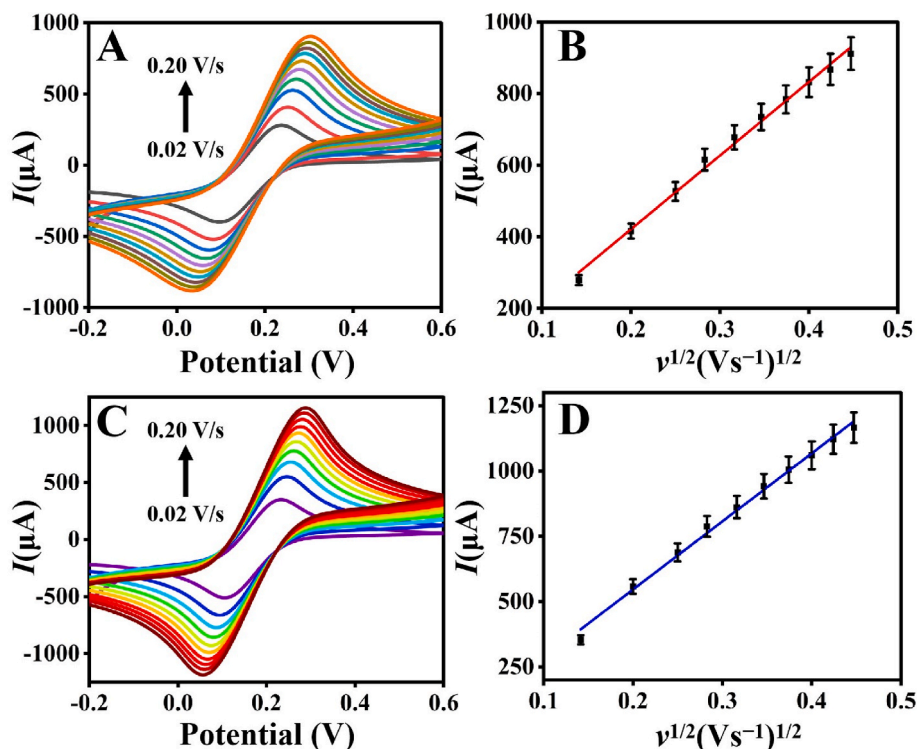 A
0.20 V/s
0.02 V/s
I(µA)
1000
500
0
-500
-1000
-0.2
0.0
0.2
0.4
0.6
Potential (V)
B
I(µA)
1000
800
600
400
200
0.1
0.2
0.3
0.4
0.5
v¹/²(Vs⁻¹)¹/²
C
0.20 V/s
0.02 V/s
I(µA)
1000
500
0
-500
-1000
-0.2
0.0
0.2
0.4
0.6
Potential (V)
D
I(µA)
1250
1000
750
500
250
0.1
0.2
0.3
0.4
0.5
v¹/²(Vs⁻¹)¹/²